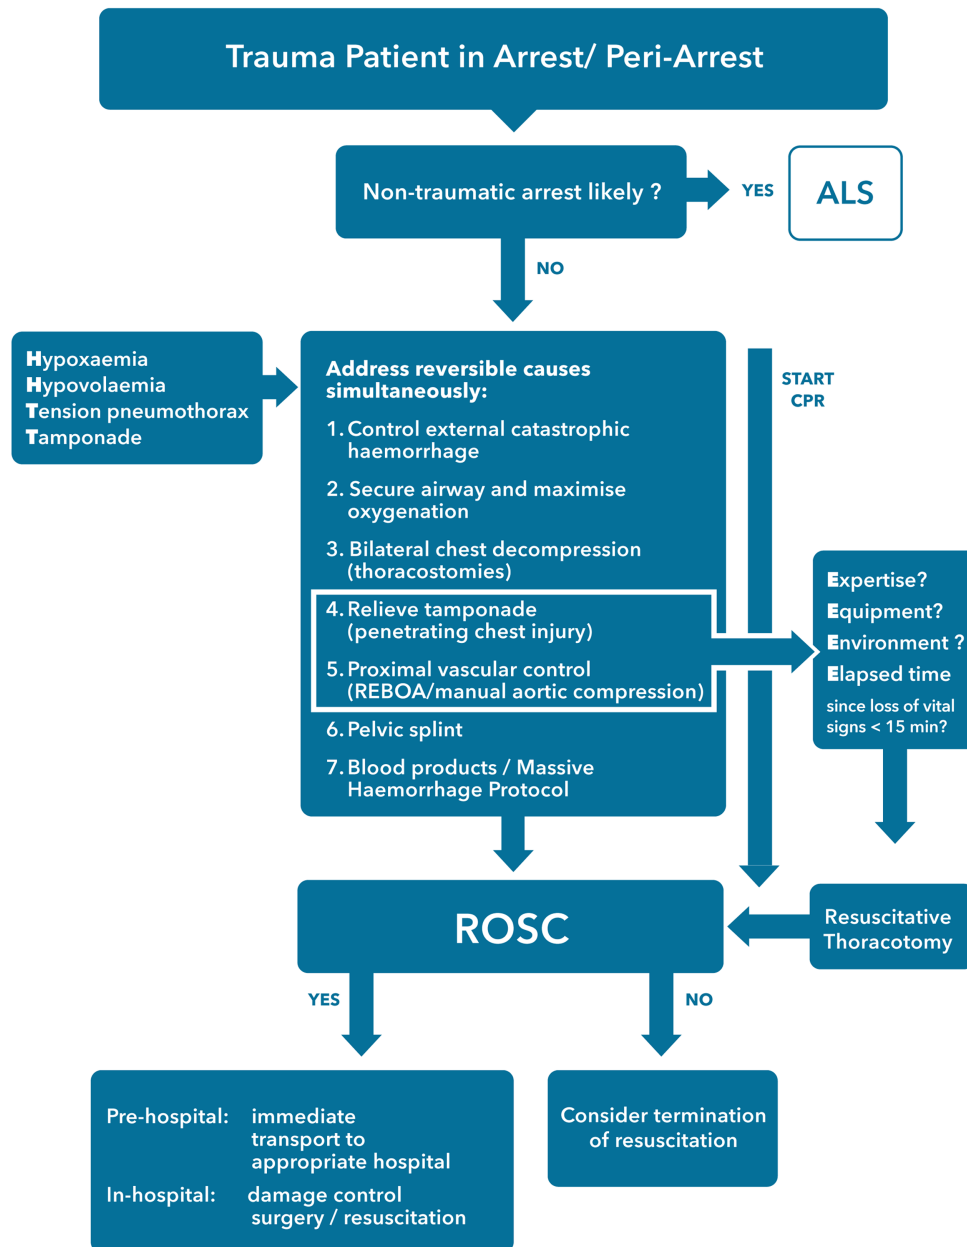 Trauma Patient in Arrest/ Peri-Arrest
Non-traumatic arrest likely ?
YES
ALS
NO
Hypoxaemia
Hypovolaemia
Tension pneumothorax
Tamponade
Address reversible causes
simultaneously:
1. Control external catastrophic
haemorrhage
2. Secure airway and maximise
oxygenation
3. Bilateral chest decompression
(thoracostomies)
4. Relieve tamponade
(penetrating chest injury)
5. Proximal vascular control
(REBOA/manual aortic compression)
6. Pelvic splint
7. Blood products / Massive
Haemorrhage Protocol
START
CPR
Expertise?
Equipment?
Environment ?
Elapsed time
since loss of vital
signs < 15 min?
Resuscitative
Thoracotomy
ROSC
YES
NO
Pre-hospital: immediate
transport to
appropriate hospital
In-hospital: damage control
surgery / resuscitation
Consider termination
of resuscitation